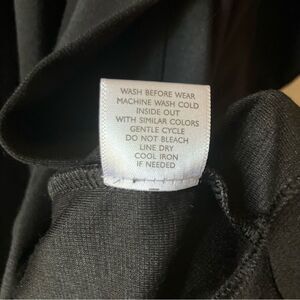 WASH BEFORE WEAR
MACHINE WASH COLD
INSIDE OUT
WITH SIMILAR COLORS
GENTLE CYCLE
DO NOT BLEACH
LINE DRY
COOL IRON
IF NEEDED